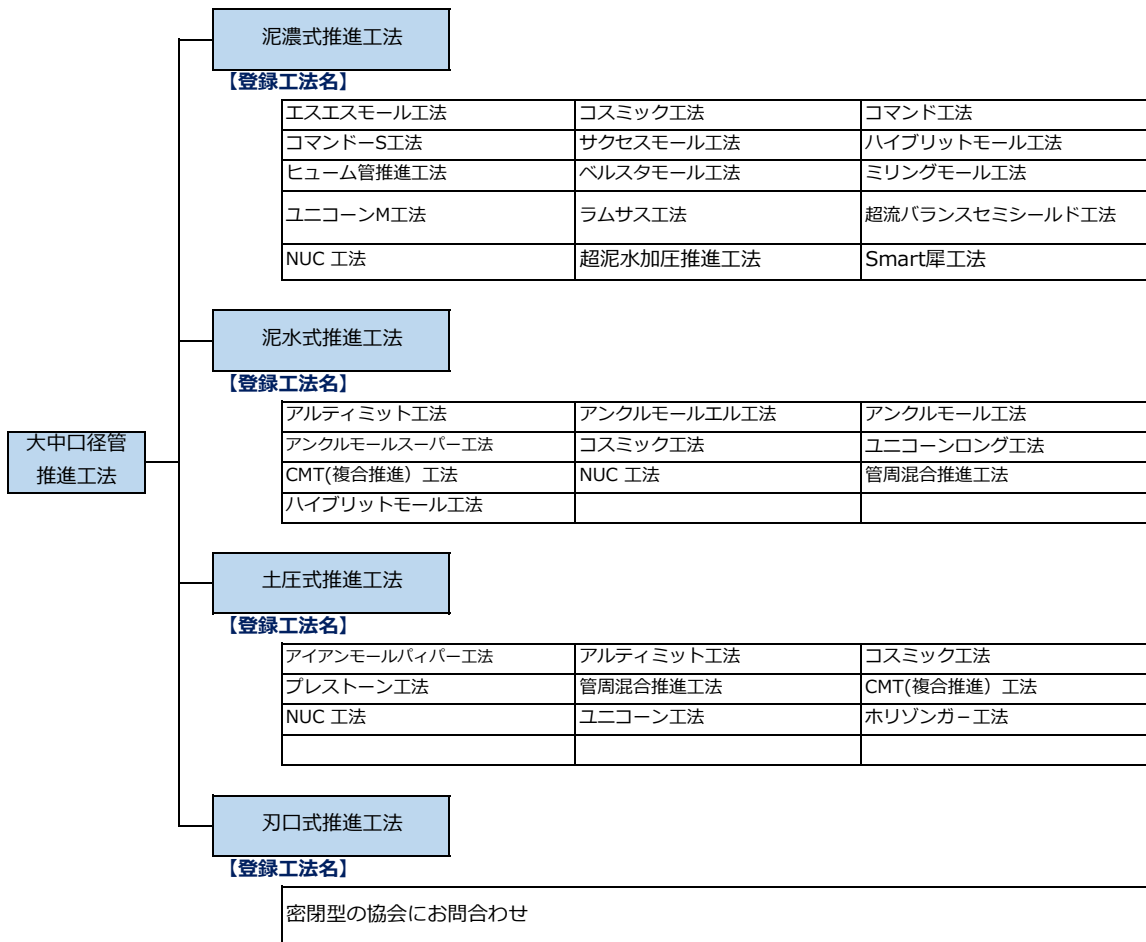 泥濃式推進工法
【登録工法名】
エスエスモール工法 コスミック工法 コマンド工法
コマンドーS工法 サクセスモール工法 ハイブリットモール工法
ヒューム管推進工法 ベルスタモール工法 ミリングモール工法
ユニコーンM工法 ラムサス工法 超流バランスセミシールド工法
NUC 工法 超泥水加圧推進工法 Smart犀工法
泥水式推進工法
【登録工法名】
アルティミット工法 アンクルモールエル工法 アンクルモール工法
アンクルモールスーパー工法 コスミック工法 ユニコーンロング工法
CMT(複合推進）工法 NUC 工法 管周混合推進工法
ハイブリットモール工法
大中口径管
推進工法
土圧式推進工法
【登録工法名】
アイアンモールパイパー工法 アルティミット工法 コスミック工法
プレストーン工法 管周混合推進工法 CMT(複合推進）工法
NUC 工法 ユニコーン工法 ホリゾンガ－工法
刃口式推進工法
【登録工法名】
密閉型の協会にお問合わせ